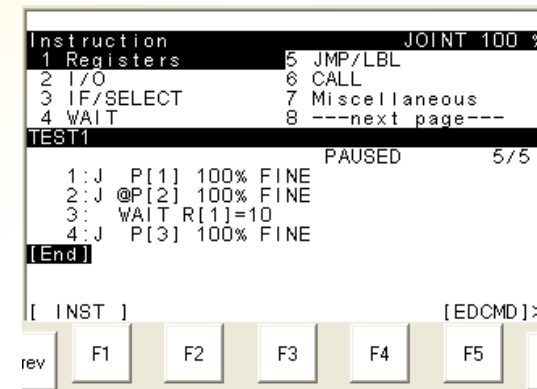 Instruction JOINT 100 %
1 Registers 5 JMP/LBL
2 I/O 6 CALL
3 IF/SELECT 7 Miscellaneous
4 WAIT 8 ---next page---
TEST1
PAUSED 5/5
1:J P[1] 100% FINE
2:J @P[2] 100% FINE
3: WAIT R[1]=10
4:J P[3] 100% FINE
[End]
[ INST ] [EDCMD]>
rev F1 F2 F3 F4 F5